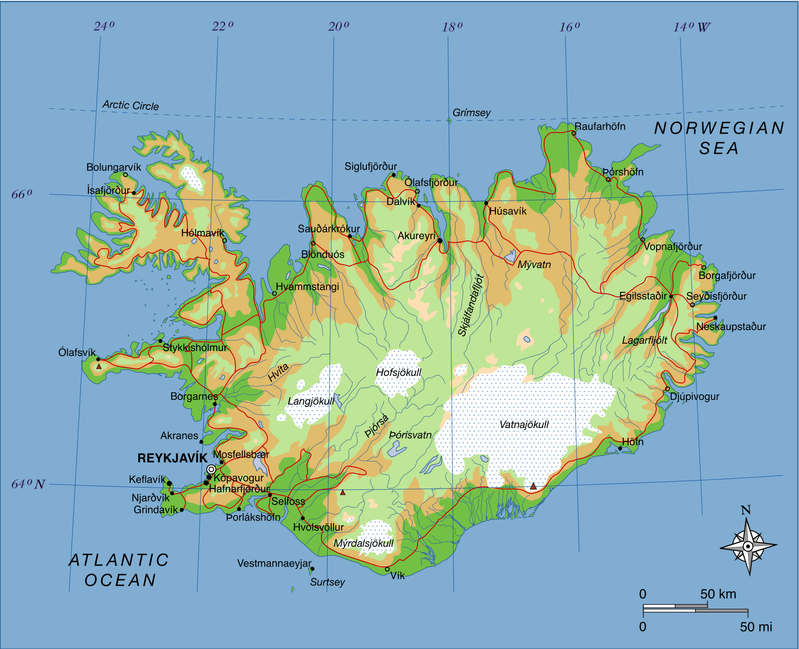 24°
22°
20°
18°
16°
14° W
Arctic Circle
Grímsey
NORWEGIAN
SEA
Raufarhöfn
Bolungarvík
Siglufjörður
Þórshöfn
Ólafsfjörður
Ísafjörður
66°
Dalvík
Húsavík
Hólmavík
Sauðárkrókur
Akureyri
Vopnafjörður
Blönduós
Mývatn
Borgafjörður
Skjálfandafljót
Hvammstangi
Egilsstaðir
Seyðisfjörður
Neskaupstaður
Stykkishólmur
Lagarfljólt
Ólafsvík
Hvíta
Hofsjökull
Langjökull
Djúpivogur
Borgarnes
Vatnajökull
Þjórsá
Akranes
Þórisvatn
Höfn
Mosfellsbær
REYKJAVÍK
Keflavík
Kópavogur
64° N
Hafnarfjörður
Njarðvík
Selfoss
Grindavík
Þorlákshöfn
Hvolsvöllur
N
Mýrdalsjökull
ATLANTIC
OCEAN
Vestmannaeyjar
Vík
Surtsey
0 50 km
0 50 mi